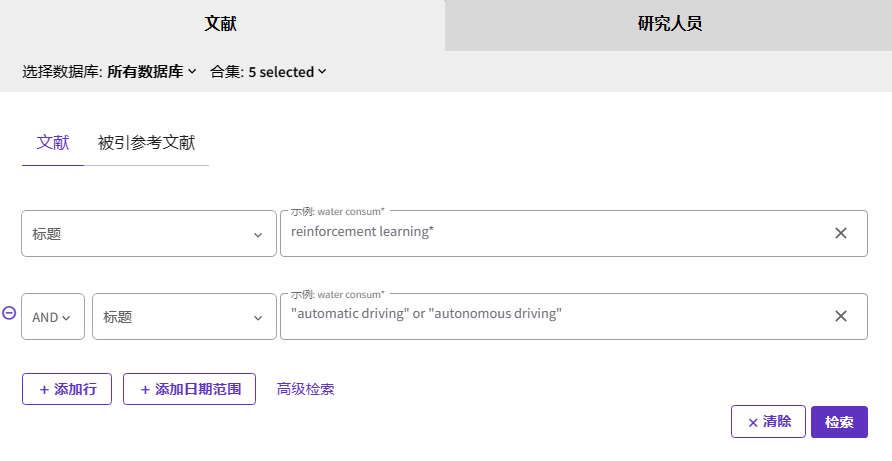 文献 研究人员
选择数据库: 所有数据库 合集: 5 selected
文献 被引参考文献
示例: water consum*
标题 reinforcement learning*
示例: water consum*
AND 标题 "automatic driving" or "autonomous driving"
+ 添加行 + 添加日期范围 高级检索
× 清除 检索